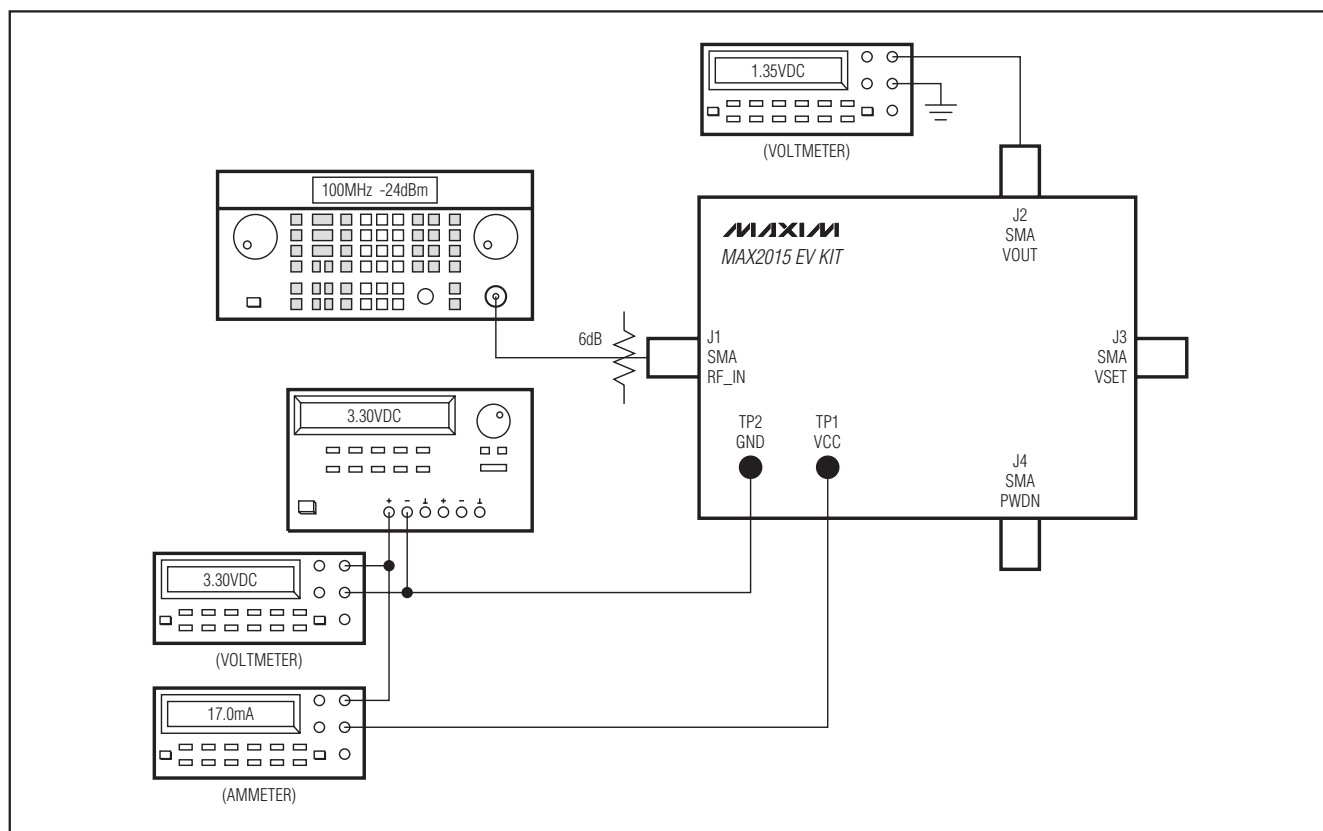 1.35VDC
(VOLTMETER)
100MHz -24dBm
MAXIM
MAX2015 EV KIT
J2
SMA
VOUT
6dB
J1
SMA
RF_IN
J3
SMA
VSET
3.30VDC
+ - ⊥ + - ⊥
TP2
GND
TP1
VCC
J4
SMA
PWDN
3.30VDC
(VOLTMETER)
17.0mA
(AMMETER)